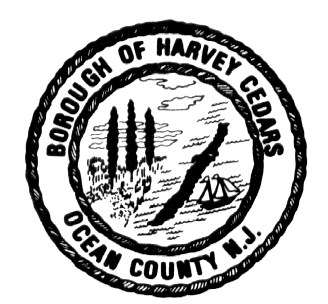 BOROUGH OF HARVEY CEDARS
OCEAN COUNTY N.J.